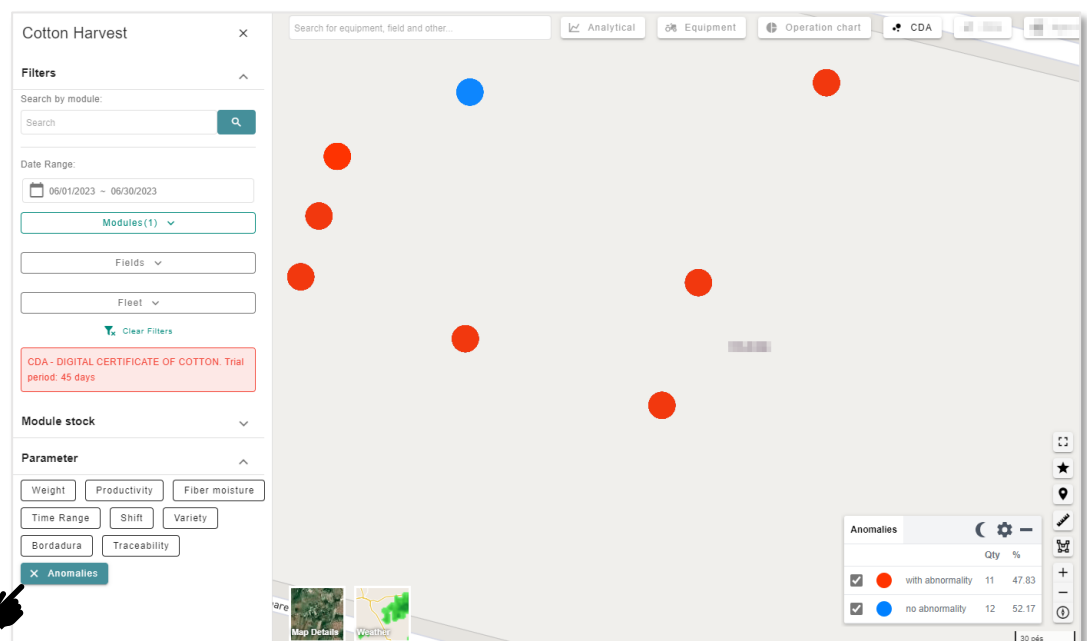 Cotton Harvest
Search for equipment, field and other...
Analytical
Equipment
Operation chart
CDA
Filters
Search by module:
Search
Date Range:
06/01/2023 – 06/30/2023
Modules(1)
Fields
Fleet
Clear Filters
CDA - DIGITAL CERTIFICATE OF COTTON. Trial
period: 45 days
Module stock
Parameter
Weight Productivity Fiber moisture
Time Range Shift Variety
Bordadura Traceability
Anomalies
Map Details
Weather
Anomalies
Qty %
with abnormality 11 47.83
no abnormality 12 52.17
30 pés